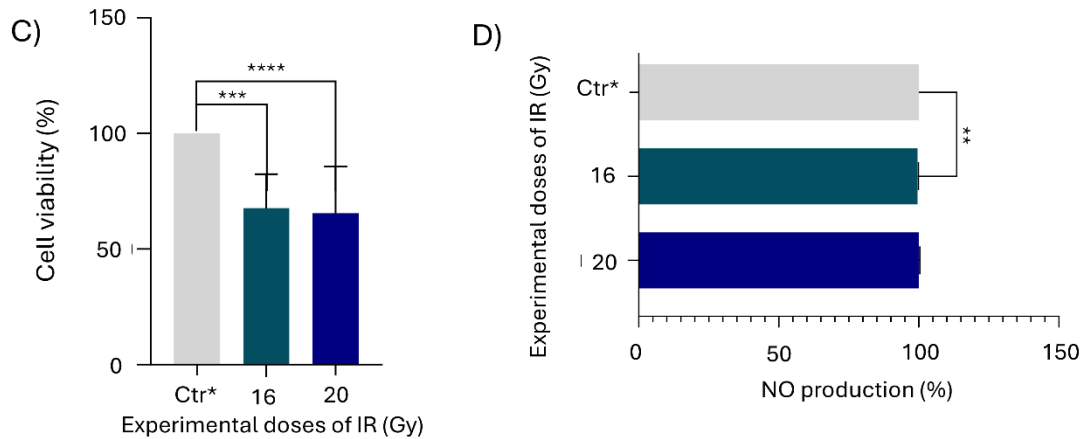 C)
Cell viability (%)
150
100
50
0
****
***
Ctr*
16
20
Experimental doses of IR (Gy)
D)
Experimental doses of IR (Gy)
Ctr*
16
20
**
0
50
100
150
NO production (%)